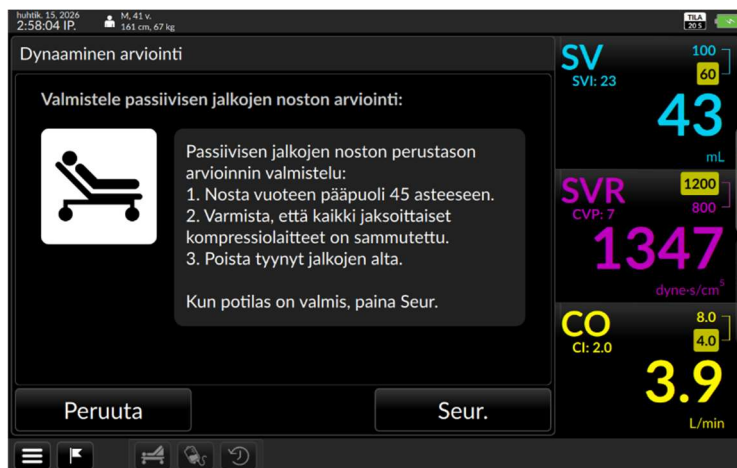 huhtik. 15, 2026
2:58:04 IP.
M, 41 v.
161 cm, 67 kg
TILA
20 S
Dynaaminen arviointi
Valmistele passiivisen jalkojen noston arviointi:
Passiivisen jalkojen noston perustason
arvioinnin valmistelu:
1. Nosta vuoteen pääpuoli 45 asteeseen.
2. Varmista, että kaikki jaksoittaiset
kompressiolaitteet on sammutettu.
3. Poista tyynyt jalkojen alta.
Kun potilas on valmis, paina Seur.
Peruuta
Seur.
SV
SVI: 23
100
60
43
mL
SVR
CVP: 7
1200
800
1347
dyne-s/cm⁵
CO
CI: 2.0
8.0
4.0
3.9
L/min